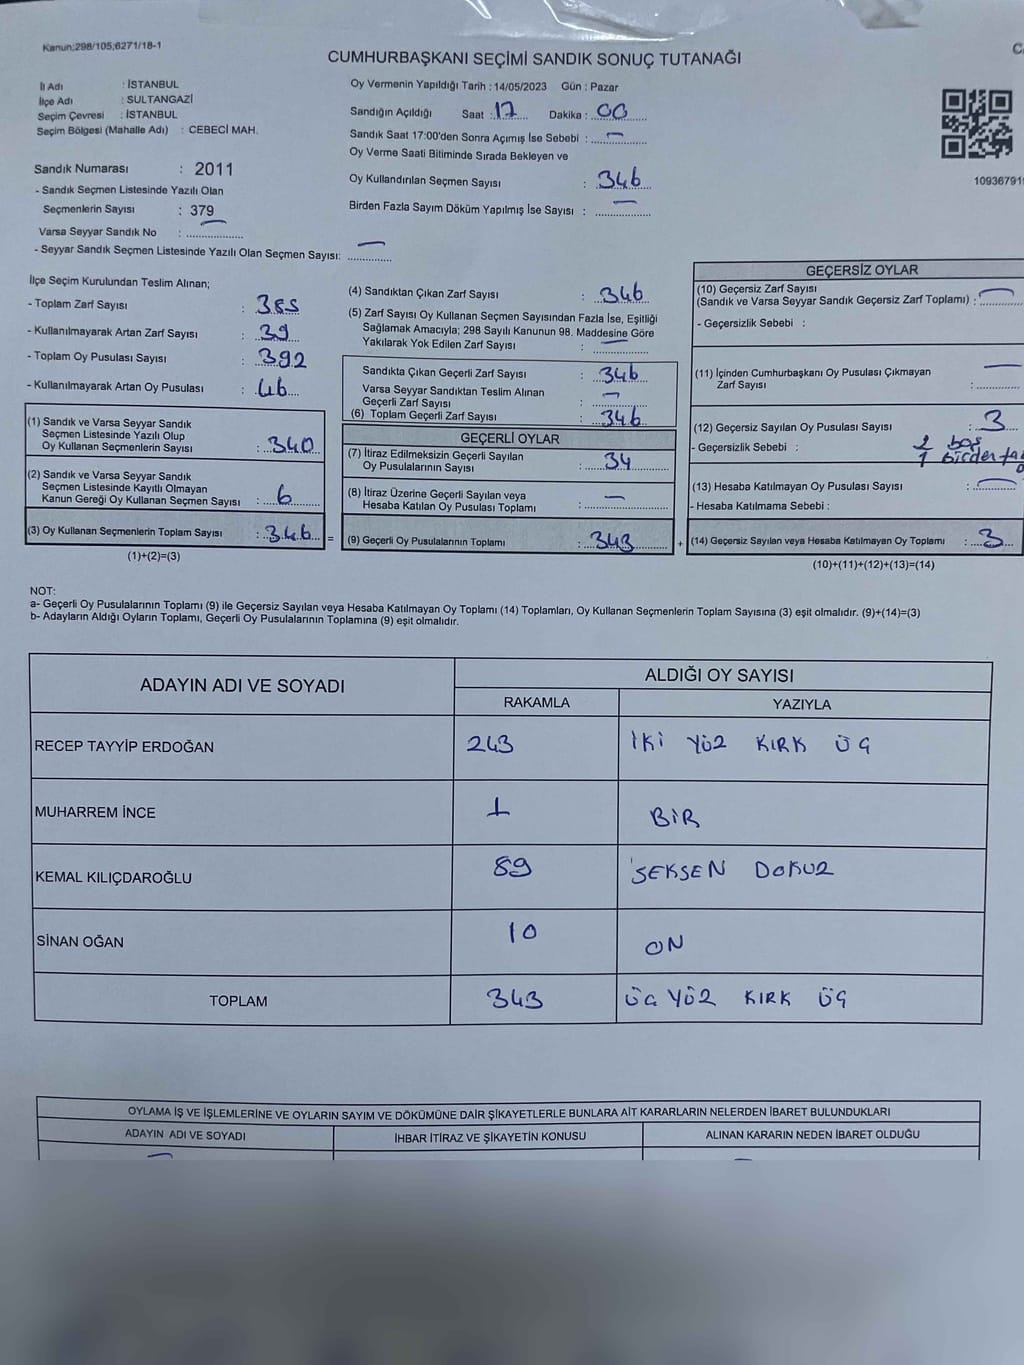 Kanun:298/105;6271/18-1
CUMHURBAŞKANI SEÇİMİ SANDIK SONUÇ TUTANAĞI
İl Adı : İSTANBUL
İlçe Adı : SULTANGAZİ
Seçim Çevresi : İSTANBUL
Seçim Bölgesi (Mahalle Adı) : CEBECİ MAH.
Sandık Numarası : 2011
- Sandık Seçmen Listesinde Yazılı Olan
Seçmenlerin Sayısı : 379
Varsa Seyyar Sandık No :
- Seyyar Sandık Seçmen Listesinde Yazılı Olan Seçmen Sayısı:
Oy Vermenin Yapıldığı Tarih : 14/05/2023 Gün : Pazar
Sandığın Açıldığı Saat : 17 Dakika : 00
Sandık Saat 17:00'den Sonra Açımış İse Sebebi : —
Oy Verme Saati Bitiminde Sırada Bekleyen ve
Oy Kullandırılan Seçmen Sayısı : 346
Birden Fazla Sayım Döküm Yapılmış İse Sayısı : —
10936791
İlçe Seçim Kurulundan Teslim Alınan;
- Toplam Zarf Sayısı : 385
- Kullanılmayarak Artan Zarf Sayısı : 39
- Toplam Oy Pusulası Sayısı : 392
- Kullanılmayarak Artan Oy Pusulası : 46
(1) Sandık ve Varsa Seyyar Sandık
Seçmen Listesinde Yazılı Olup
Oy Kullanan Seçmenlerin Sayısı : 340
(2) Sandık ve Varsa Seyyar Sandık
Seçmen Listesinde Kayıtlı Olmayan
Kanun Gereği Oy Kullanan Seçmen Sayısı : 6
(3) Oy Kullanan Seçmenlerin Toplam Sayısı : 346 =
(1)+(2)=(3)
(4) Sandıktan Çıkan Zarf Sayısı : 346
(5) Zarf Sayısı Oy Kullanan Seçmen Sayısından Fazla İse, Eşitliği
Sağlamak Amacıyla; 298 Sayılı Kanunun 98. Maddesine Göre
Yakılarak Yok Edilen Zarf Sayısı : —
Sandıkta Çıkan Geçerli Zarf Sayısı : 346
Varsa Seyyar Sandıktan Teslim Alınan
Geçerli Zarf Sayısı : —
(6) Toplam Geçerli Zarf Sayısı : 346
GEÇERLİ OYLAR
(7) İtiraz Edilmeksizin Geçerli Sayılan
Oy Pusulalarının Sayısı : 34
(8) İtiraz Üzerine Geçerli Sayılan veya
Hesaba Katılan Oy Pusulası Toplamı : —
(9) Geçerli Oy Pusulalarının Toplamı : 343 +
GEÇERSİZ OYLAR
(10) Geçersiz Zarf Sayısı
(Sandık ve Varsa Seyyar Sandık Geçersiz Zarf Toplamı) : —
- Geçersizlik Sebebi :
(11) İçinden Cumhurbaşkanı Oy Pusulası Çıkmayan
Zarf Sayısı : —
(12) Geçersiz Sayılan Oy Pusulası Sayısı : 3
- Geçersizlik Sebebi : 2 boş
1 birden
(13) Hesaba Katılmayan Oy Pusulası Sayısı : —
- Hesaba Katılmama Sebebi :
(14) Geçersiz Sayılan veya Hesaba Katılmayan Oy Toplamı : 3
(10)+(11)+(12)+(13)=(14)
NOT:
a- Geçerli Oy Pusulalarının Toplamı (9) ile Geçersiz Sayılan veya Hesaba Katılmayan Oy Toplamı (14) Toplamları, Oy Kullanan Seçmenlerin Toplam Sayısına (3) eşit olmalıdır. (9)+(14)=(3)
b- Adayların Aldığı Oyların Toplamı, Geçerli Oy Pusulalarının Toplamına (9) eşit olmalıdır.
ADAYIN ADI VE SOYADI ALDIĞI OY SAYISI
RAKAMLA YAZIYLA
RECEP TAYYİP ERDOĞAN 243 İKİ YÜZ KIRK ÜÇ
MUHARREM İNCE 1 BİR
KEMAL KILIÇDAROĞLU 89 SEKSEN DOKUZ
SİNAN OĞAN 10 ON
TOPLAM 343 ÜÇ YÜZ KIRK ÜÇ
OYLAMA İŞ VE İŞLEMLERİNE VE OYLARIN SAYIM VE DÖKÜMÜNE DAİR ŞİKAYETLERLE BUNLARA AİT KARARLARIN NELERDEN İBARET BULUNDUKLARI
ADAYIN ADI VE SOYADI İHBAR İTİRAZ VE ŞİKAYETİN KONUSU ALINAN KARARIN NEDEN İBARET OLDUĞU